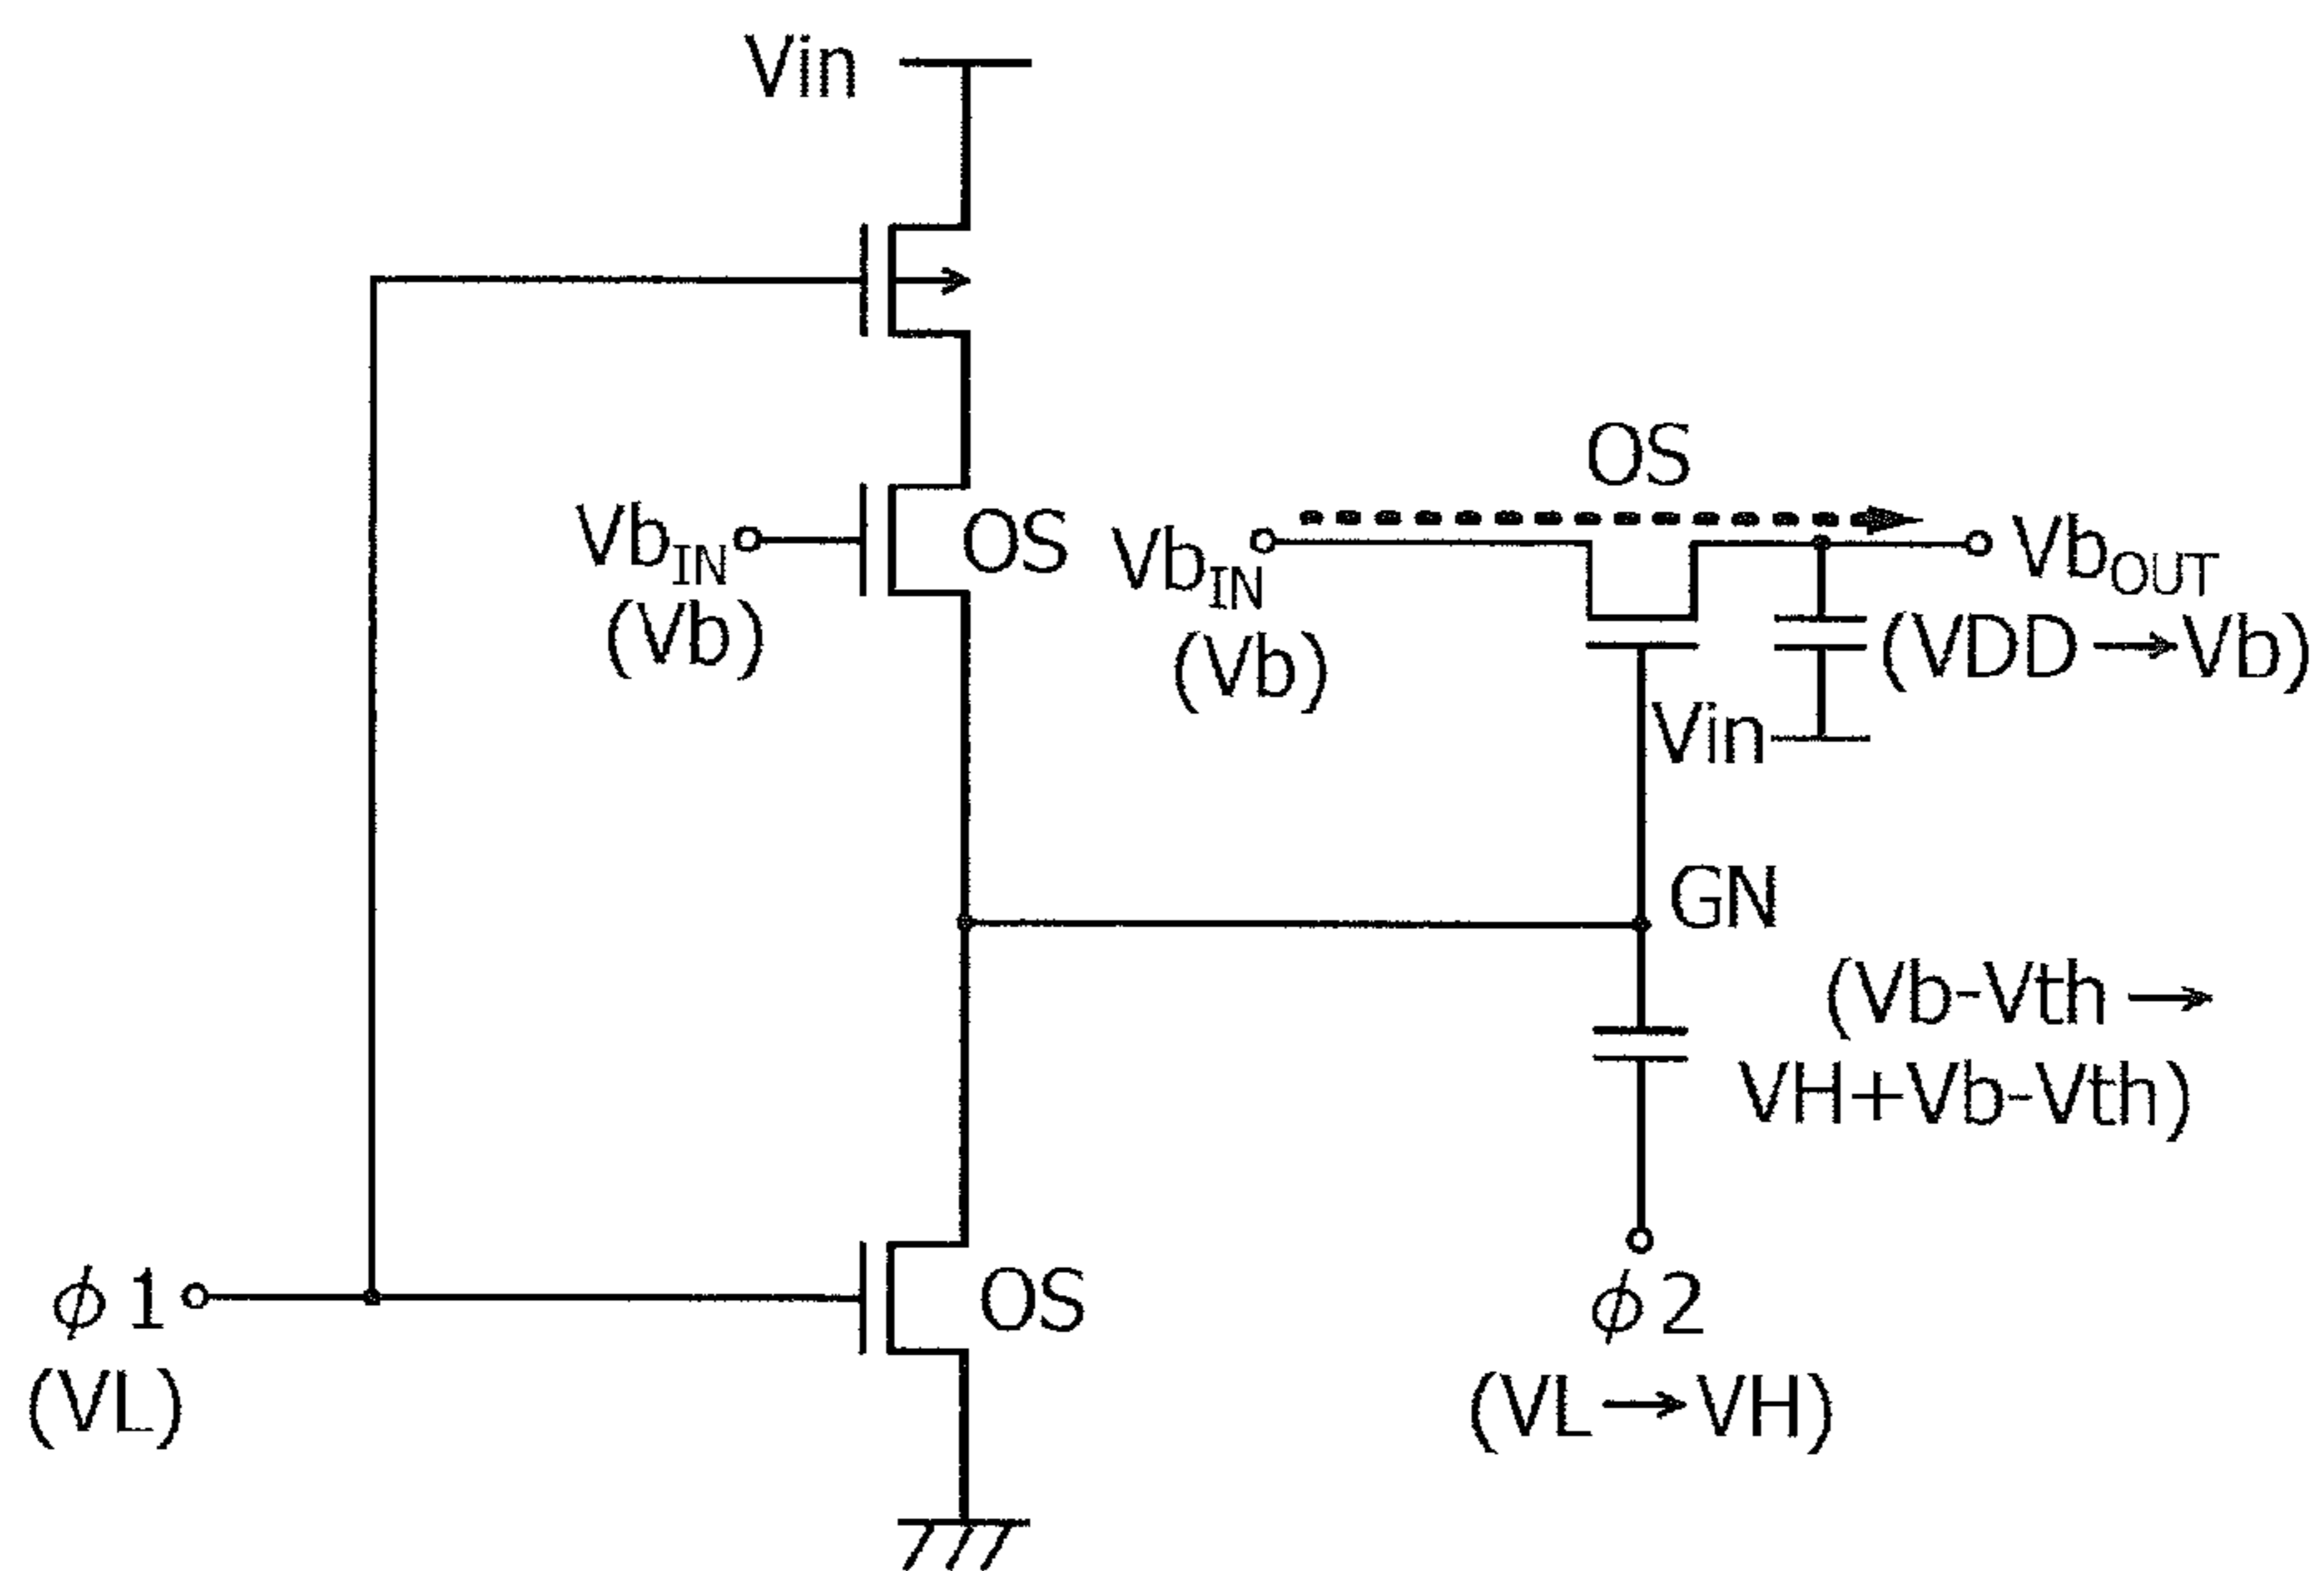 Vin
OS
Vb_IN
(Vb)
OS
Vb_IN
(Vb)
Vb_OUT
(VDD → Vb)
Vin
GN
(Vb-Vth →
VH+Vb-Vth)
ϕ1
(VL)
OS
ϕ2
(VL → VH)